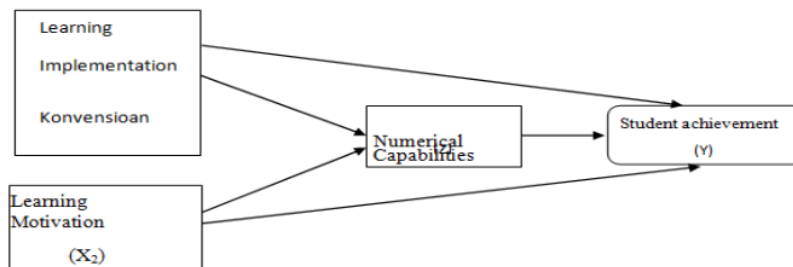 Learning
Implementation
Konvensioan
Numerical
(Z)
Capabilities
Student achievement
(Y)
Learning
Motivation
(X₂)